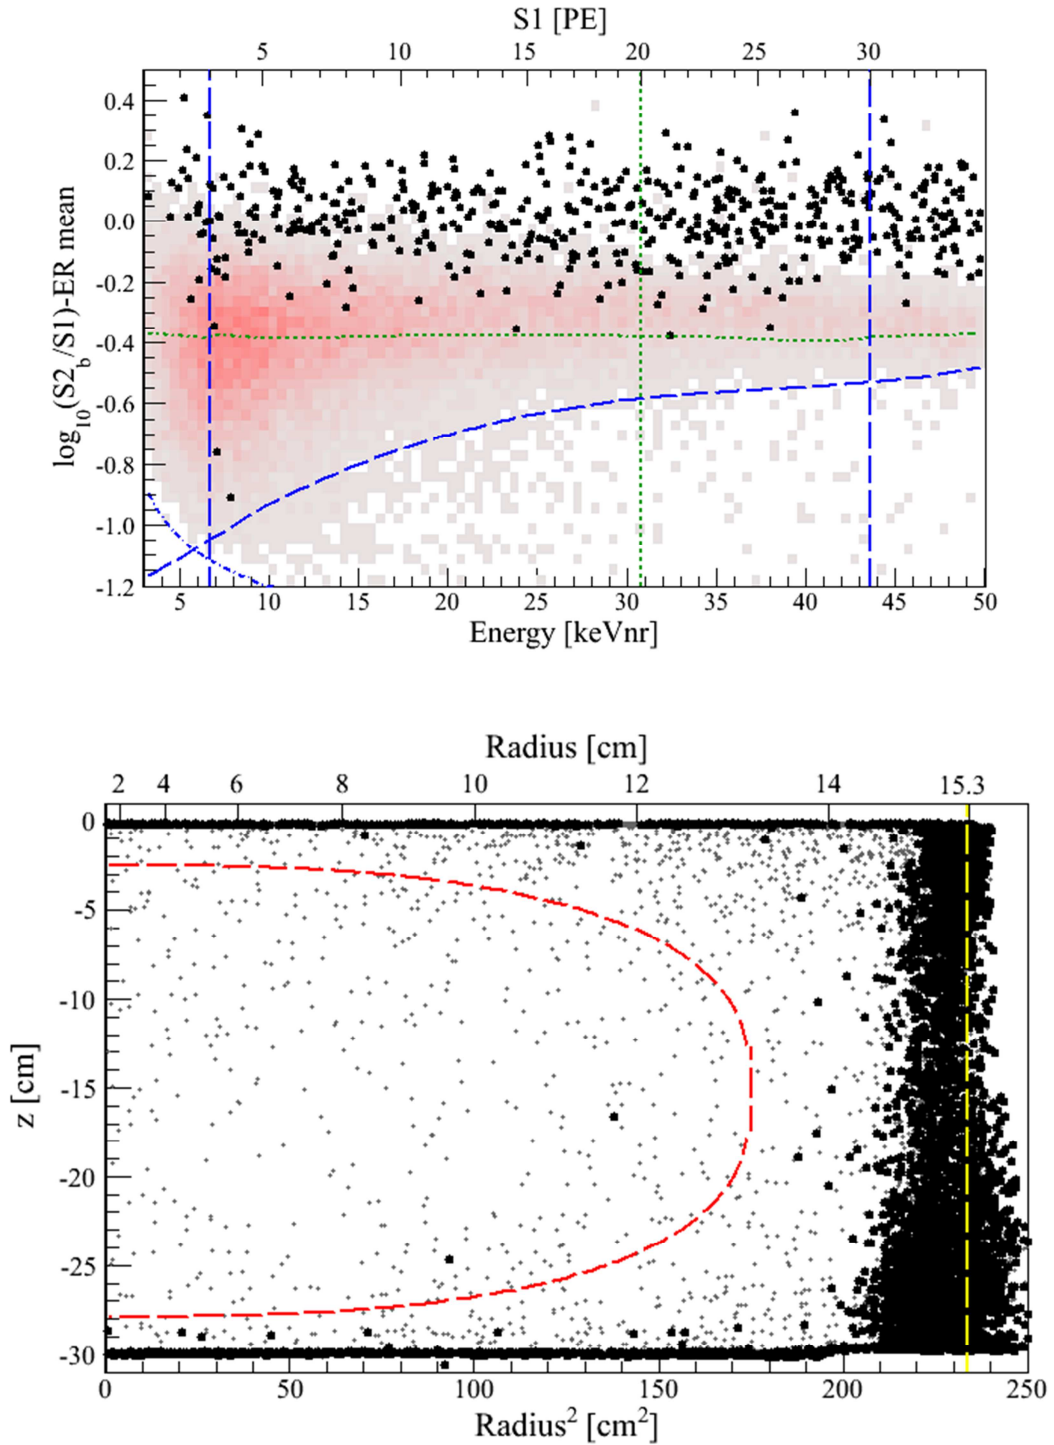 S1 [PE]
5 10 15 20 25 30
0.4
0.2
0.0
-0.2
-0.4
-0.6
-0.8
-1.0
-1.2
log₁₀(S2_b/S1)-ER mean
5 10 15 20 25 30 35 40 45 50
Energy [keVnr]
Radius [cm]
2 4 6 8 10 12 14 15.3
0
-5
-10
-15
-20
-25
-30
z [cm]
0 50 100 150 200 250
Radius² [cm²]